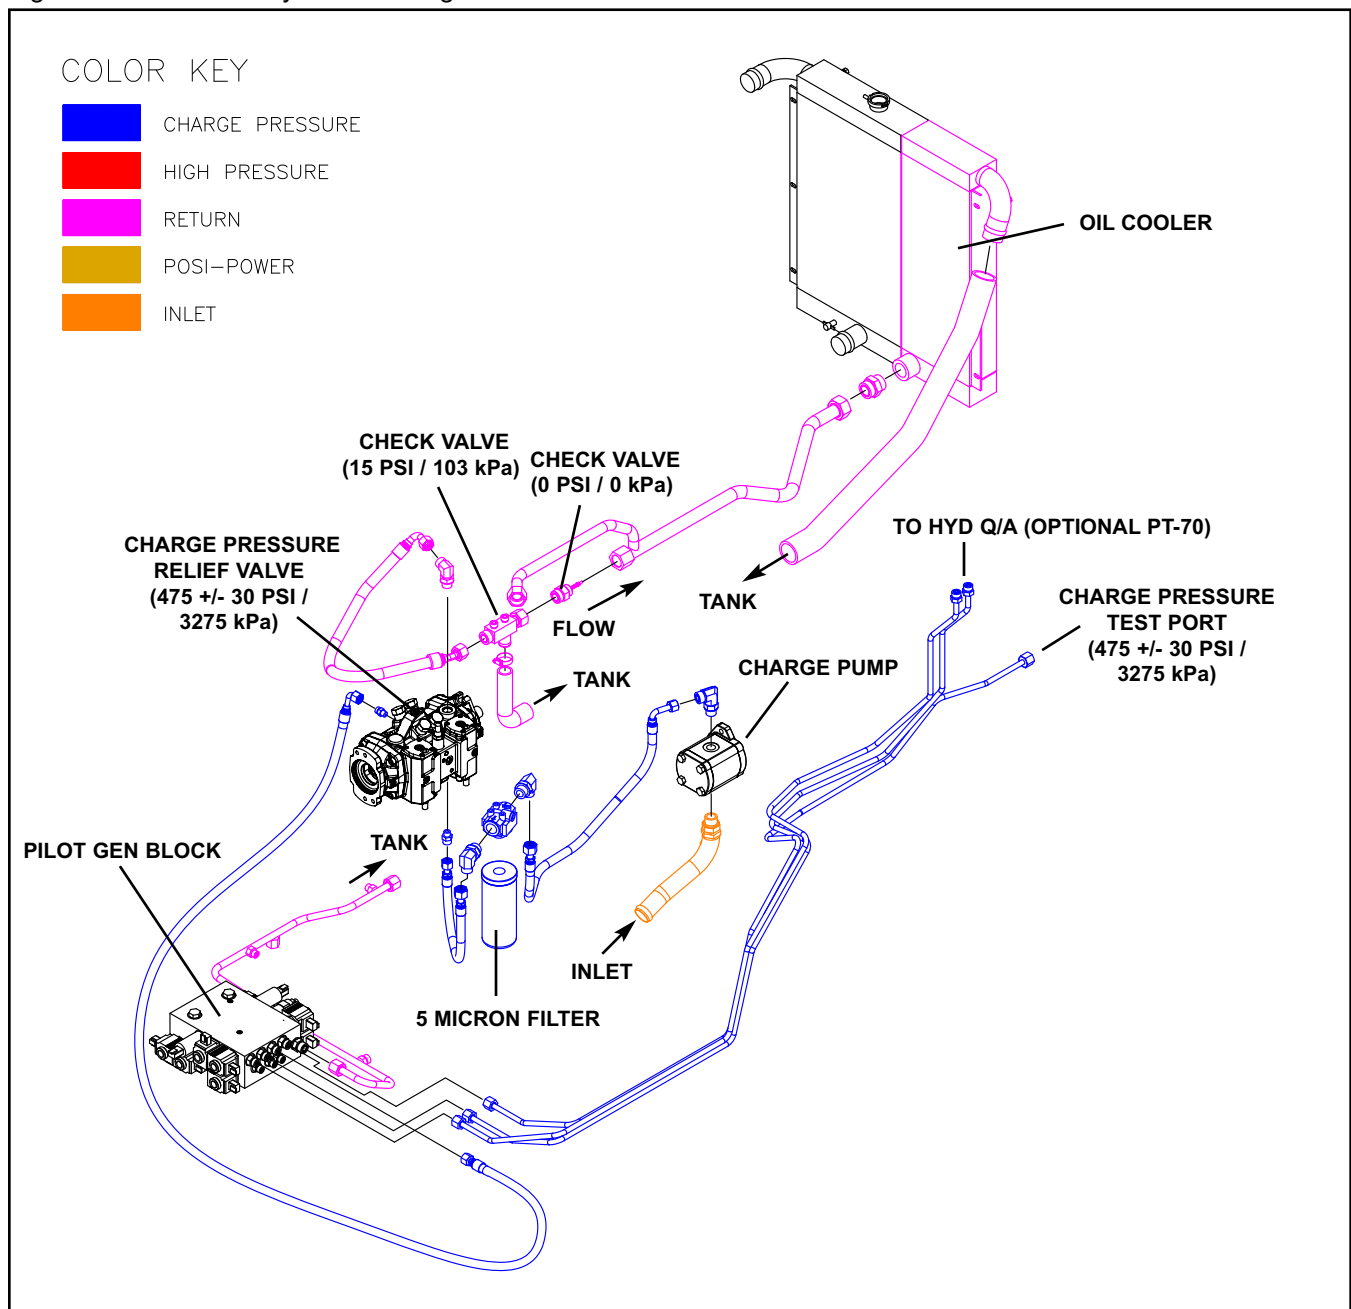 COLOR KEY
CHARGE PRESSURE
HIGH PRESSURE
RETURN
POSI-POWER
INLET
OIL COOLER
CHECK VALVE
(15 PSI / 103 kPa)
CHECK VALVE
(0 PSI / 0 kPa)
TO HYD Q/A (OPTIONAL PT-70)
CHARGE PRESSURE
RELIEF VALVE
(475 +/- 30 PSI /
3275 kPa)
TANK
FLOW
CHARGE PRESSURE
TEST PORT
(475 +/- 30 PSI /
3275 kPa)
CHARGE PUMP
TANK
TANK
PILOT GEN BLOCK
INLET
5 MICRON FILTER